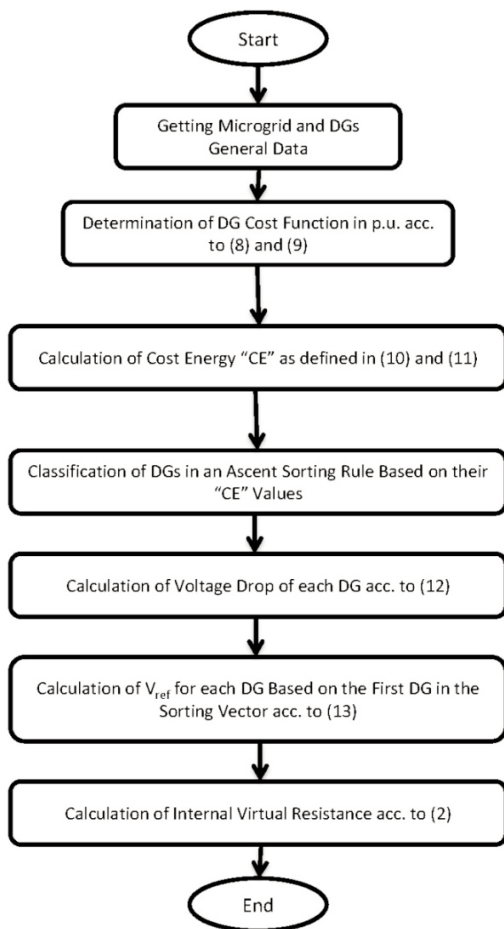 Start
Getting Microgrid and DGs
General Data
Determination of DG Cost Function in p.u. acc.
to (8) and (9)
Calculation of Cost Energy “CE” as defined in (10) and (11)
Classification of DGs in an Ascent Sorting Rule Based on their
“CE” Values
Calculation of Voltage Drop of each DG acc. to (12)
Calculation of Vref for each DG Based on the First DG in the
Sorting Vector acc. to (13)
Calculation of Internal Virtual Resistance acc. to (2)
End